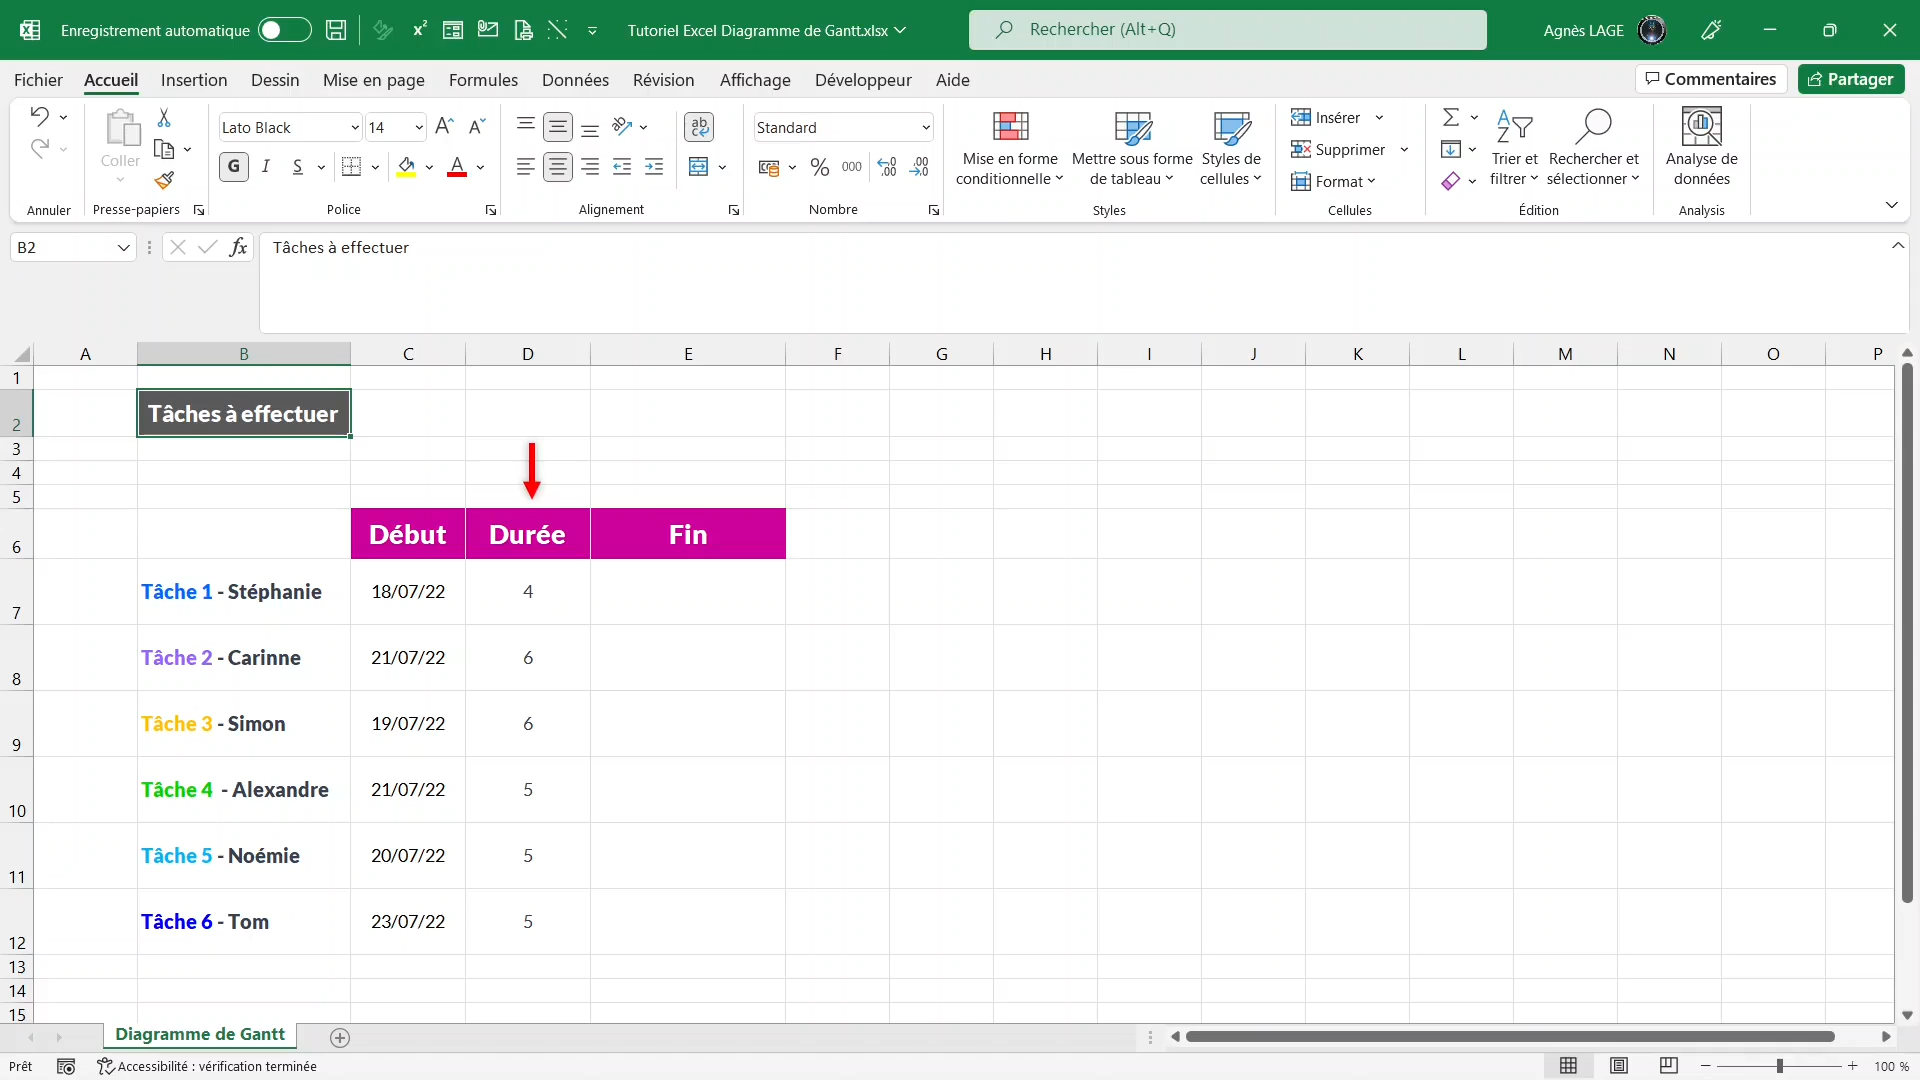 Enregistrement automatique
Tutoriel Excel Diagramme de Gantt.xlsx
Rechercher (Alt+Q)
Agnès LAGE
Fichier Accueil Insertion Dessin Mise en page Formules Données Révision Affichage Développeur Aide
Commentaires Partager
Coller
Lato Black 14
G I S
Standard
% 000
Mise en forme conditionnelle
Mettre sous forme de tableau
Styles de cellules
Insérer
Supprimer
Format
Trier et filtrer
Rechercher et sélectionner
Analyse de données
Annuler Presse-papiers Police Alignement Nombre Styles Cellules Édition Analysis
B2 fx Tâches à effectuer
A B C D E F G H I J K L M N O P
1
2 Tâches à effectuer
3
4
5
6 Début Durée Fin
7 Tâche 1 - Stéphanie 18/07/22 4
8 Tâche 2 - Carinne 21/07/22 6
9 Tâche 3 - Simon 19/07/22 6
10 Tâche 4 - Alexandre 21/07/22 5
11 Tâche 5 - Noémie 20/07/22 5
12 Tâche 6 - Tom 23/07/22 5
13
14
15
Diagramme de Gantt
Prêt Accessibilité : vérification terminée
100 %